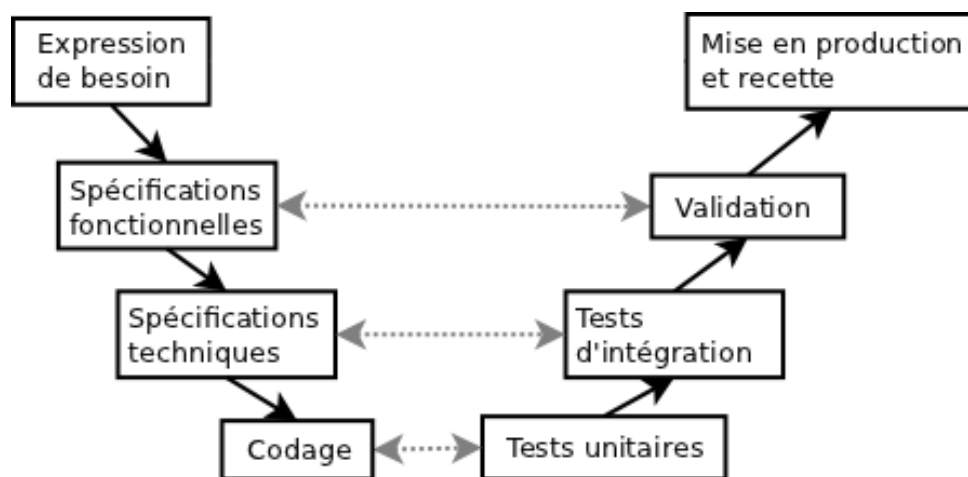 Expression
de besoin
Mise en production
et recette
Spécifications
fonctionnelles
Validation
Spécifications
techniques
Tests
d'intégration
Codage
Tests unitaires